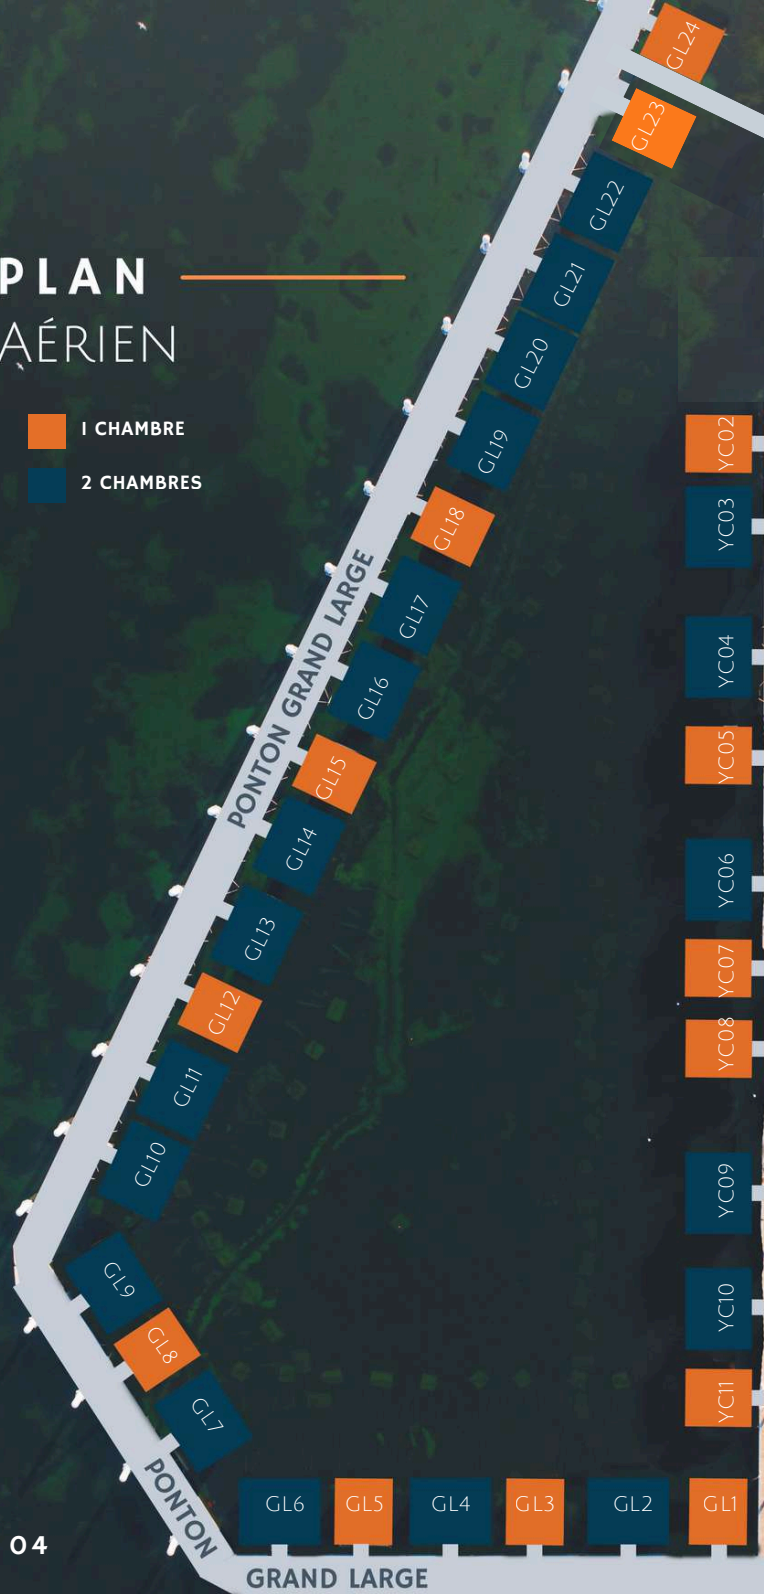 PLAN
AÉRIEN
1 CHAMBRE
2 CHAMBRES
GL24
GL23
GL22
GL21
GL20
GL19
GL18
GL17
GL16
GL15
GL14
GL13
GL12
GL11
GL10
GL9
GL8
GL7
GL6
GL5
GL4
GL3
GL2
GL1
YC02
YC03
YC04
YC05
YC06
YC07
YC08
YC09
YC10
YC11
PONTON GRAND LARGE
PONTON
GRAND LARGE
04